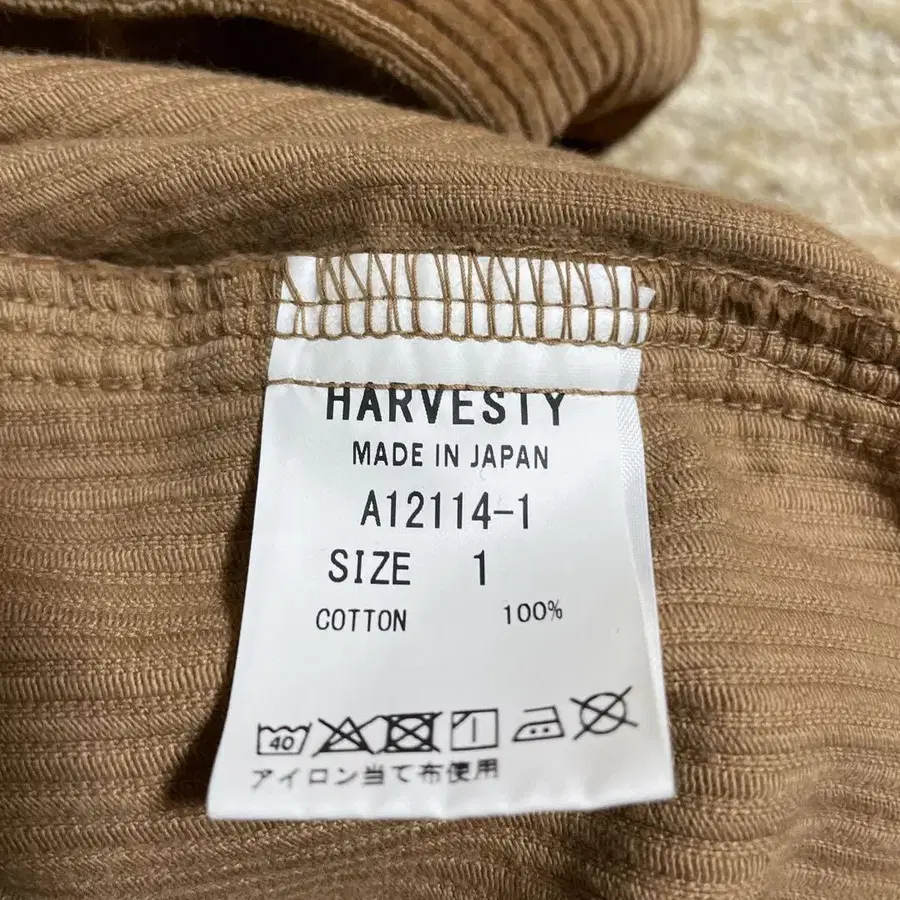 HARVESTY
MADE IN JAPAN
A12114-1
SIZE 1
COTTON 100%
40
アイロン当て布使用